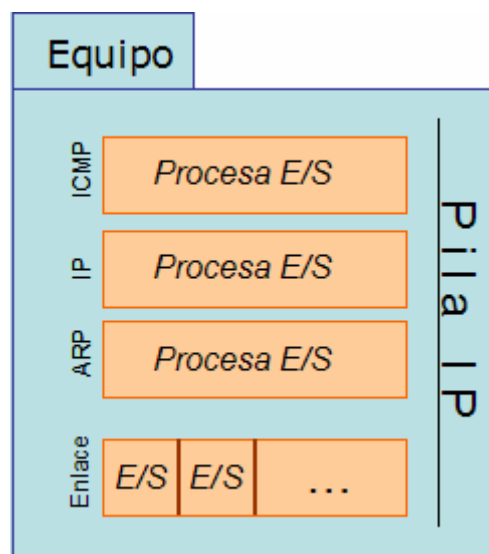 Equipo
ICMP
Procesa E/S
IP
Procesa E/S
ARP
Procesa E/S
Enlace
E/S
E/S
...
Pila IP